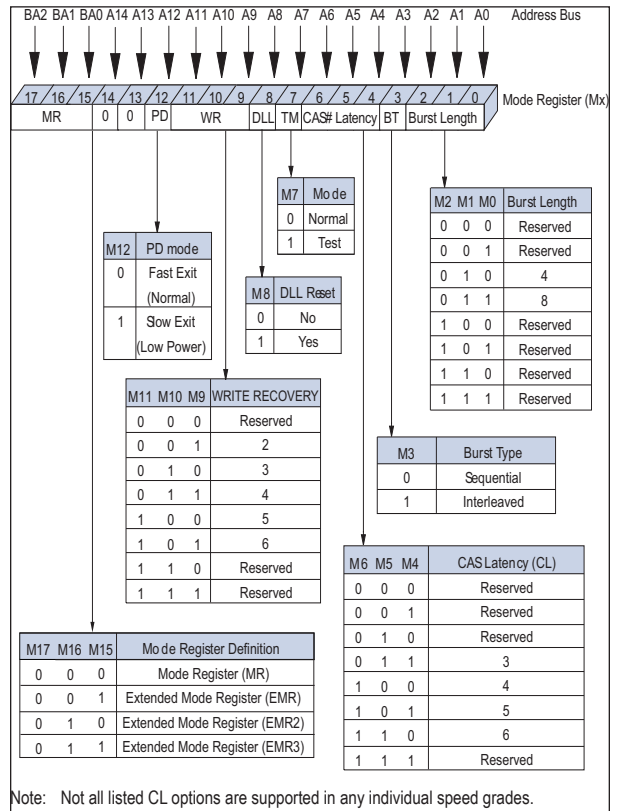 BA2 BA1 BA0 A14 A13 A12 A11 A10 A9 A8 A7 A6 A5 A4 A3 A2 A1 A0 Address Bus
17 16 15 14 13 12 11 10 9 8 7 6 5 4 3 2 1 0 Mode Register (Mx)
MR 0 0 PD WR DLL TM CAS# Latency BT Burst Length
M7 Mode
0 Normal
1 Test
M2 M1 M0 Burst Length
0 0 0 Reserved
0 0 1 Reserved
0 1 0 4
0 1 1 8
1 0 0 Reserved
1 0 1 Reserved
1 1 0 Reserved
1 1 1 Reserved
M12 PD mode
0 Fast Exit
(Normal)
1 Slow Exit
(Low Power)
M8 DLL Reset
0 No
1 Yes
M11 M10 M9 WRITE RECOVERY
0 0 0 Reserved
0 0 1 2
0 1 0 3
0 1 1 4
1 0 0 5
1 0 1 6
1 1 0 Reserved
1 1 1 Reserved
M3 Burst Type
0 Sequential
1 Interleaved
M6 M5 M4 CAS Latency (CL)
0 0 0 Reserved
0 0 1 Reserved
0 1 0 Reserved
0 1 1 3
1 0 0 4
1 0 1 5
1 1 0 6
1 1 1 Reserved
M17 M16 M15 Mode Register Definition
0 0 0 Mode Register (MR)
0 0 1 Extended Mode Register (EMR)
0 1 0 Extended Mode Register (EMR2)
0 1 1 Extended Mode Register (EMR3)
Note: Not all listed CL options are supported in any individual speed grades.